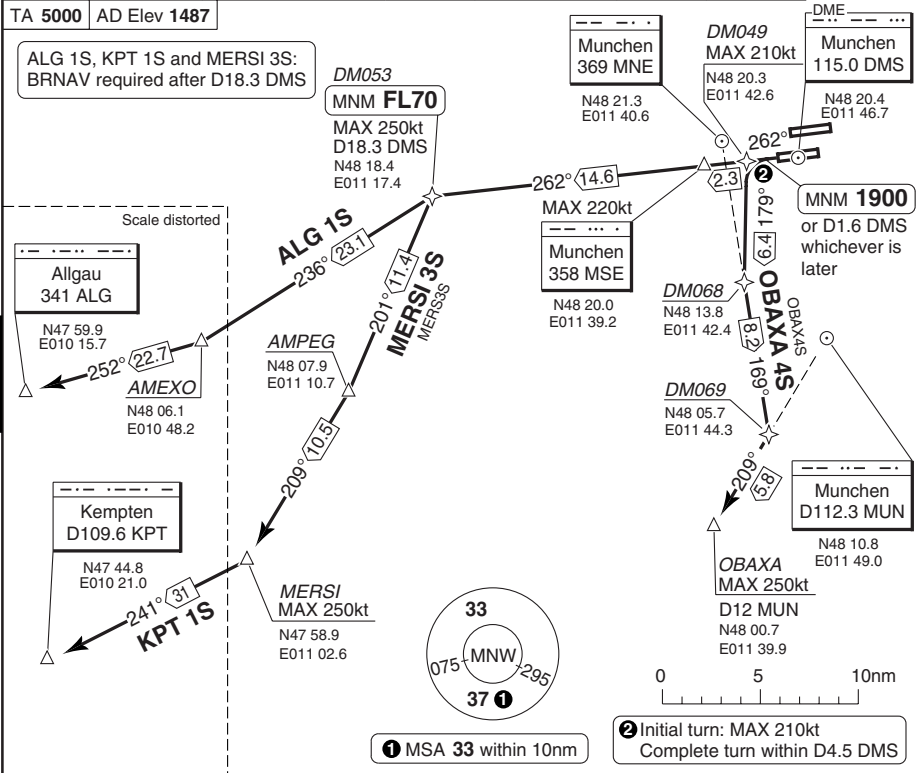 TA 5000 AD Elev 1487
ALG 1S, KPT 1S and MERSI 3S:
BRNAV required after D18.3 DMS
DM053
MNM FL70
MAX 250kt
D18.3 DMS
N48 18.4
E011 17.4
Munchen
369 MNE
N48 21.3
E011 40.6
DM049
MAX 210kt
N48 20.3
E011 42.6
DME
Munchen
115.0 DMS
N48 20.4
E011 46.7
262°
2
MNM 1900
or D1.6 DMS
whichever is
later
262° 14.6
2.3
MAX 220kt
Munchen
358 MSE
N48 20.0
E011 39.2
179°
6.4
Scale distorted
ALG 1S
236° 23.1
201° 11.4
MERSI 3S
MERS3S
Allgau
341 ALG
N47 59.9
E010 15.7
252° 22.7
AMEXO
N48 06.1
E010 48.2
AMPEG
N48 07.9
E011 10.7
209° 10.5
DM068
N48 13.8
E011 42.4
OBAXA 4S
OBAX4S
8.2
169°
DM069
N48 05.7
E011 44.3
209°
5.8
Munchen
D112.3 MUN
N48 10.8
E011 49.0
Kempten
D109.6 KPT
N47 44.8
E010 21.0
241° 31
KPT 1S
MERSI
MAX 250kt
N47 58.9
E011 02.6
OBAXA
MAX 250kt
D12 MUN
N48 00.7
E011 39.9
33
075 MNW 295
37 1
0 5 10nm
1 MSA 33 within 10nm
2 Initial turn: MAX 210kt
Complete turn within D4.5 DMS